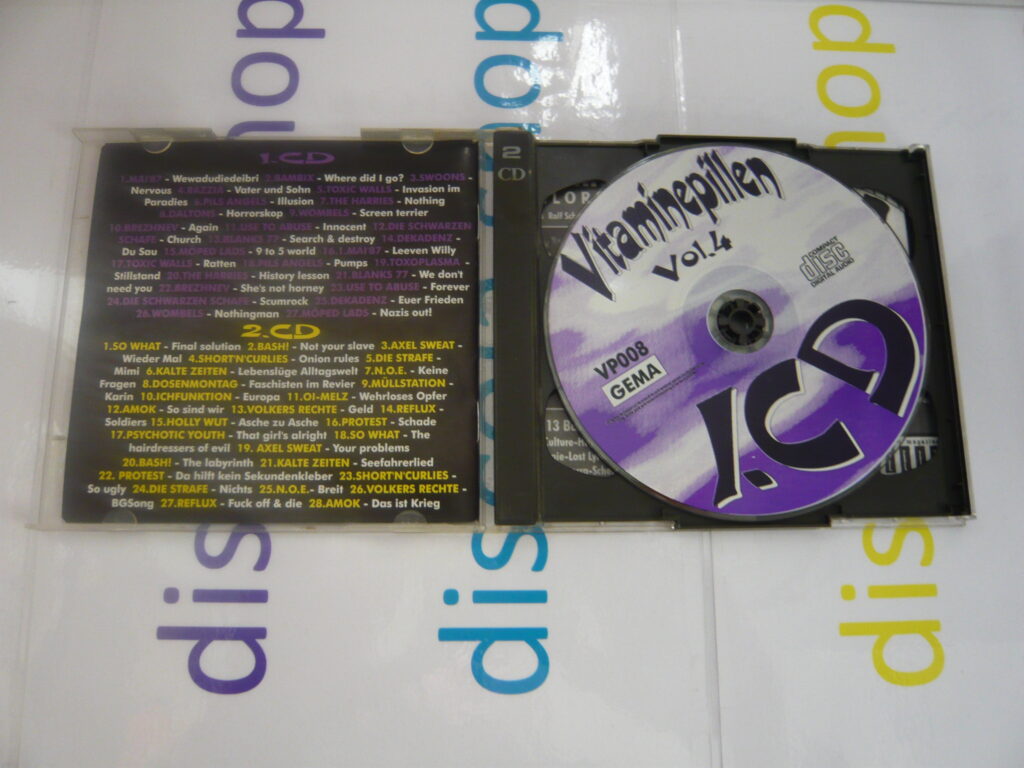 1.CD
1.MAI'87 - Wewadudiedeibri 2.BAMBIX - Where did I go? 3.SWOONS -
Nervous 4.RAZZIA - Vater und Sohn 5.TOXIC WALLS - Invasion im
Paradies 6.PILS ANGELS - Illusion 7.THE HARRIES - Nothing
8.DALTONS - Horrorskop 9.WOMBELS - Screen terrier
10.BREZHNEV - Again 11.USE TO ABUSE - Innocent 12.DIE SCHWARZEN
SCHAFE - Church 13.BLANKS 77 - Search & destroy 14.DEKADENZ -
Du Sau 15.MOPED LADS - 9 to 5 world 16.1.MAI'87 - Leeven Willy
17.TOXIC WALLS - Ratten 18.PILS ANGELS - Pumps 19.TOXOPLASMA -
Stillstand 20.THE HARRIES - History lesson 21.BLANKS 77 - We don't
need you 22.BREZHNEV - She's not horney 23.USE TO ABUSE - Forever
24.DIE SCHWARZEN SCHAFE - Scumrock 25.DEKADENZ - Euer Frieden
26.WOMBELS - Nothingman 27.MOPED LADS - Nazis out!
2.CD
1.SO WHAT - Final solution 2.BASH! - Not your slave 3.AXEL SWEAT -
Wieder Mal 4.SHORT'N'CURLIES - Onion rules 5.DIE STRAFE -
Mimi 6.KALTE ZEITEN - Lebenslüge Alltagswelt 7.N.O.E. - Keine
Fragen 8.DOSENMONTAG - Faschisten im Revier 9.MÜLLSTATION -
Karin 10.ICHFUNKTION - Europa 11.OI-MELZ - Wehrloses Opfer
12.AMOK - So sind wir 13.VOLKERS RECHTE - Geld 14.REFLUX -
Soldiers 15.HOLLY WUT - Asche zu Asche 16.PROTEST - Schade
17.PSYCHOTIC YOUTH - That girl's alright 18.SO WHAT - The
hairdressers of evil 19. AXEL SWEAT - Your problems
20.BASH! - The labyrinth 21.KALTE ZEITEN - Seefahrerlied
22. PROTEST - Da hilft kein Sekundenkleber 23.SHORT'N'CURLIES -
So ugly 24.DIE STRAFE - Nichts 25.N.O.E.- Breit 26.VOLKERS RECHTE -
BGSong 27.REFLUX - Fuck off & die 28.AMOK - Das ist Krieg
2
CD
Vitaminepillen
Vol.4
COMPACT
disc
DIGITAL AUDIO
VP008
GEMA
1.CD
dis
op
dis
hop
dis
hop